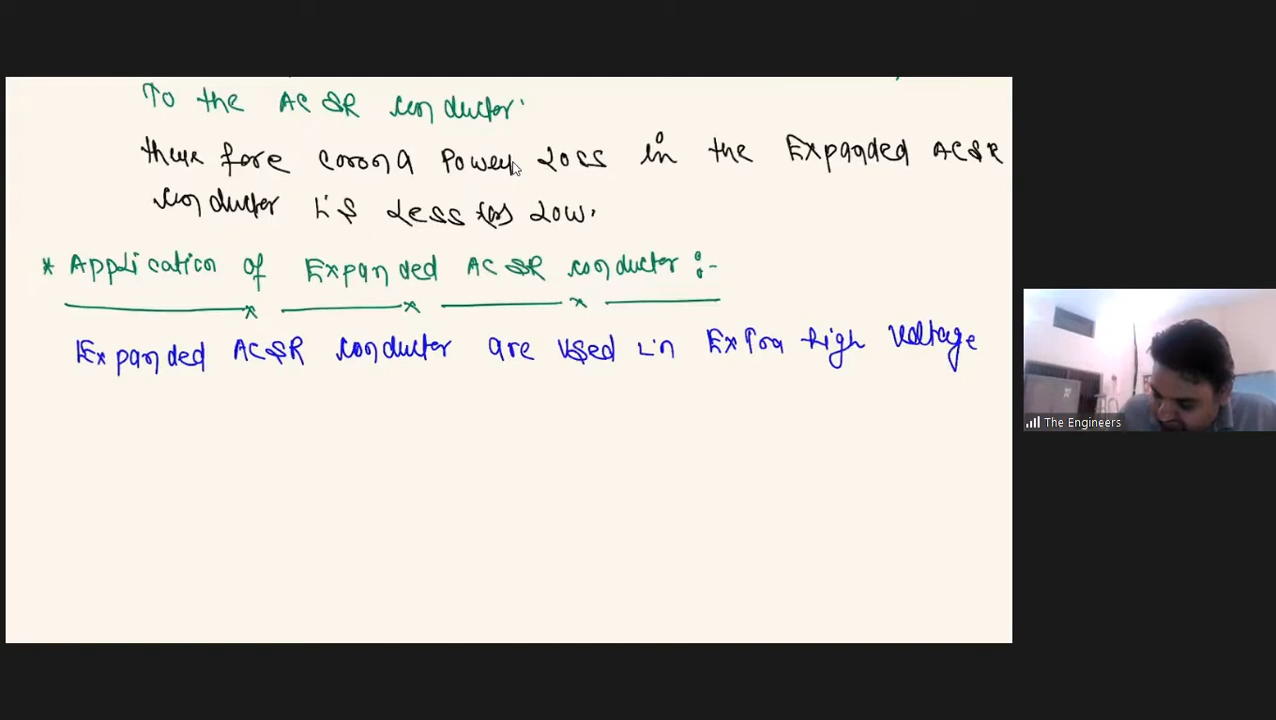 To the ACSR conductor.
therefore corona Power Loss in the Expanded ACSR
conductor is Less (or) Low.
* Application of Expanded ACSR conductor :-
Expanded ACSR conductor are used in Extra high voltage
The Engineers